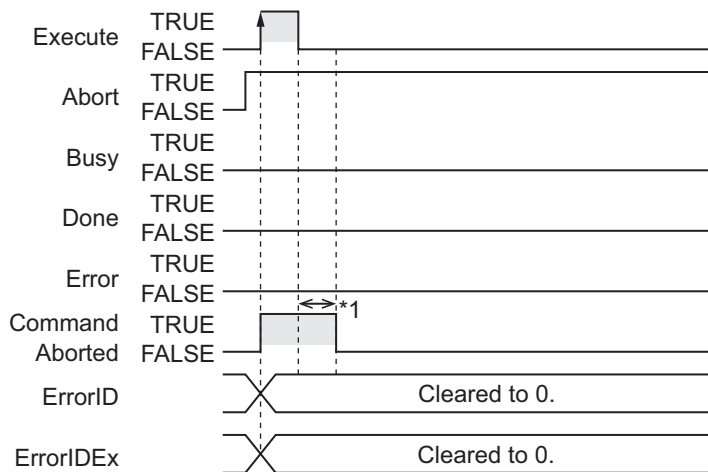 Execute TRUE
FALSE
Abort TRUE
FALSE
Busy TRUE
FALSE
Done TRUE
FALSE
Error TRUE
FALSE
*1
Command TRUE
Aborted FALSE
ErrorID Cleared to 0.
ErrorIDEx Cleared to 0.